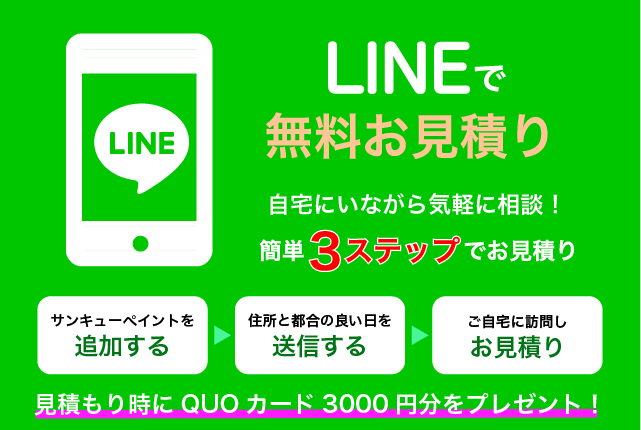 LINE
LINEで
無料お見積り
自宅にいながら気軽に相談！
簡単3ステップでお見積り
サンキューペイントを
追加する
住所と都合の良い日を
送信する
ご自宅に訪問し
お見積り
見積もり時にQUOカード3000円分をプレゼント！